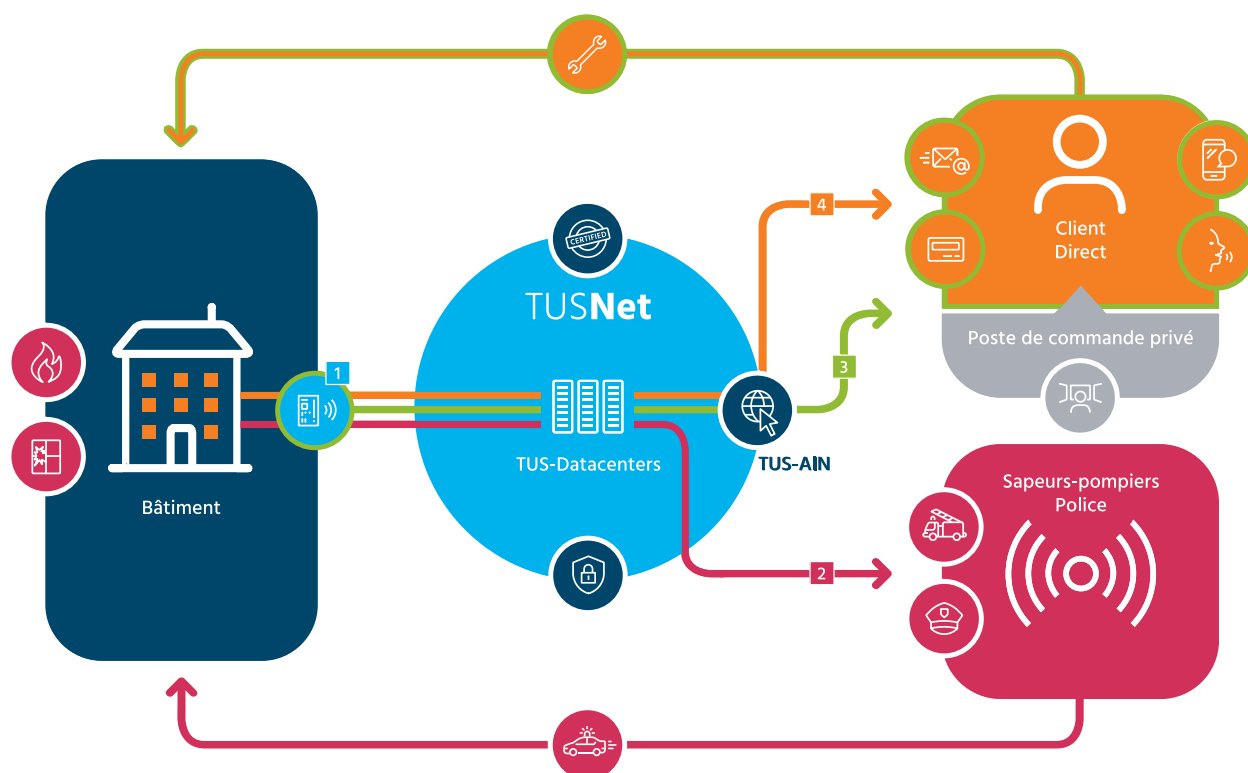 4
Client
Direct
CERTIFIED
TUSNet
3
Poste de commande privé
1
TUS-Datacenters
TUS-AIN
Bâtiment
Sapeurs-pompiers
Police
2